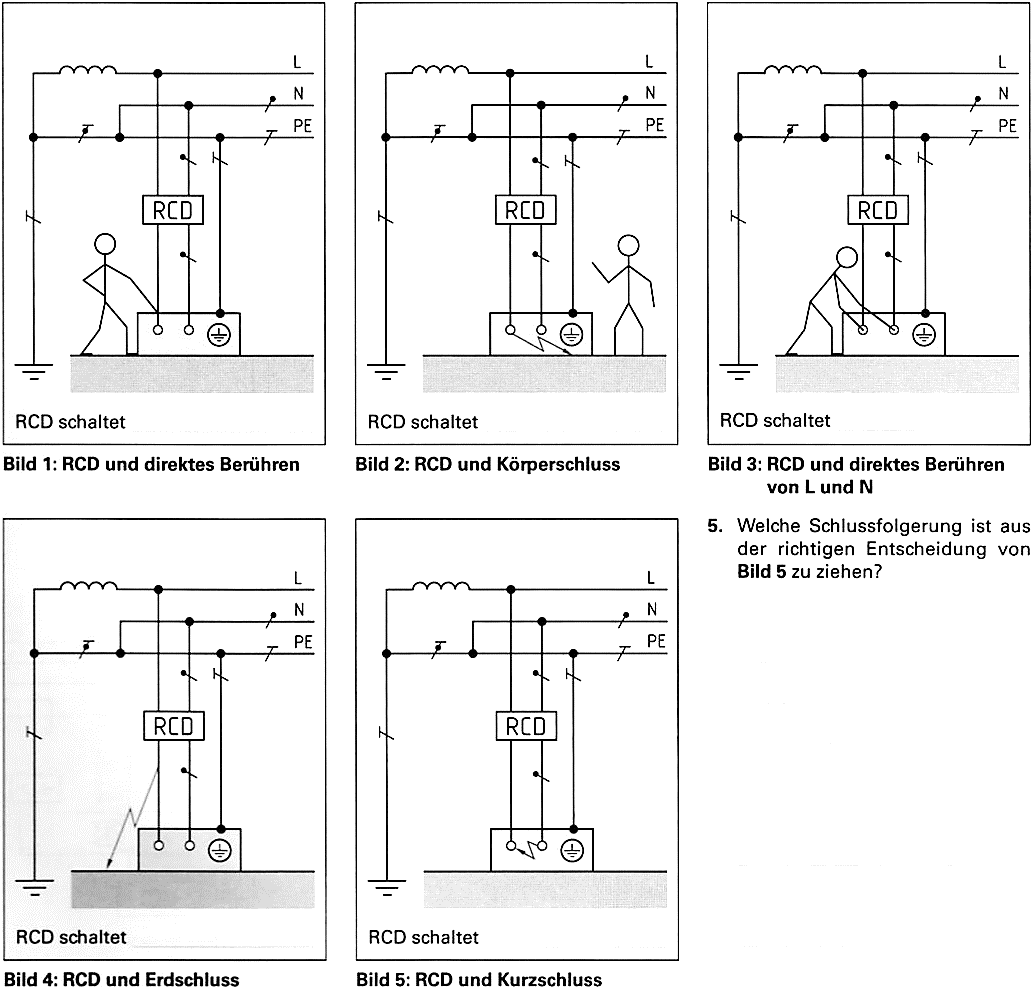 L
N
PE
RCD
RCD schaltet
Bild 1: RCD und direktes Berühren
L
N
PE
RCD
RCD schaltet
Bild 2: RCD und Körperschluss
L
N
PE
RCD
RCD schaltet
Bild 3: RCD und direktes Berühren
von L und N
5. Welche Schlussfolgerung ist aus
der richtigen Entscheidung von
Bild 5 zu ziehen?
L
N
PE
RCD
RCD schaltet
Bild 4: RCD und Erdschluss
L
N
PE
RCD
RCD schaltet
Bild 5: RCD und Kurzschluss